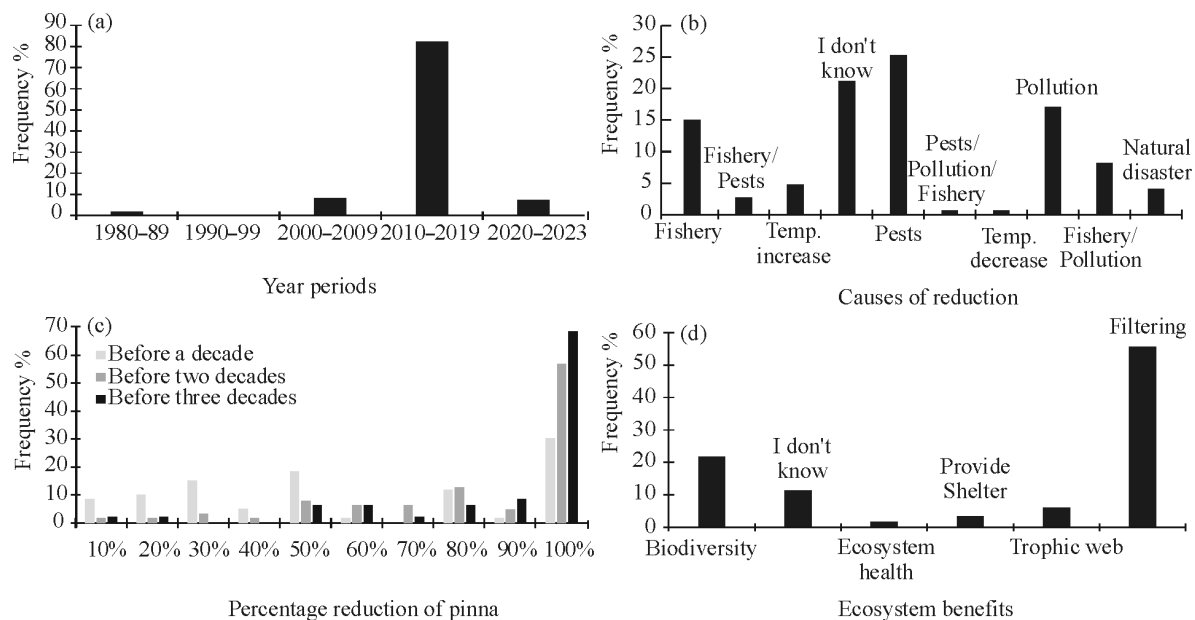 (a)
Frequency %
90
80
70
60
50
40
30
20
10
0
1980–89
1990–99
2000–2009
2010–2019
2020–2023
Year periods
(b)
Frequency %
30
25
20
15
10
5
0
Fishery
Fishery/
Pests
Temp.
increase
I don't
know
Pests
Pests/
Pollution/
Fishery
Temp.
decrease
Pollution
Fishery/
Pollution
Natural
disaster
Causes of reduction
(c)
Frequency %
70
60
50
40
30
20
10
0
Before a decade
Before two decades
Before three decades
10%
20%
30%
40%
50%
60%
70%
80%
90%
100%
Percentage reduction of pinna
(d)
Frequency %
60
50
40
30
20
10
0
Biodiversity
I don't
know
Ecosystem
health
Provide
Shelter
Trophic web
Filtering
Ecosystem benefits